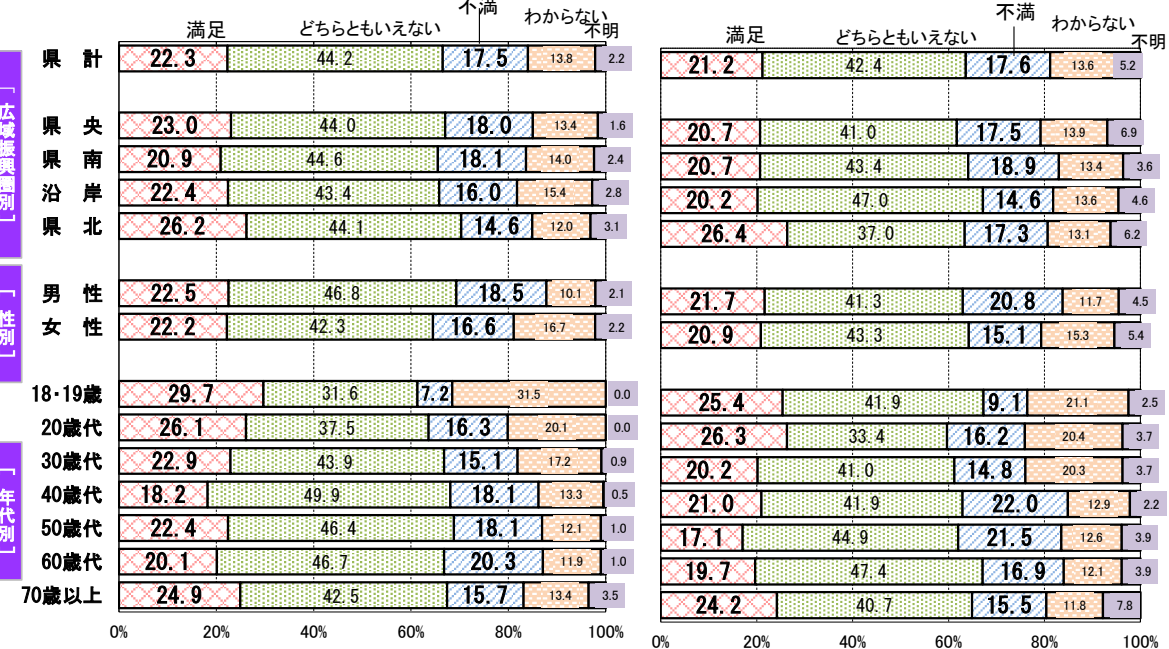 不満
満足 どちらともいえない わからない 不明
県 計 22.3 44.2 17.5 13.8 2.2
県 央 23.0 44.0 18.0 13.4 1.6
県 南 20.9 44.6 18.1 14.0 2.4
沿 岸 22.4 43.4 16.0 15.4 2.8
県 北 26.2 44.1 14.6 12.0 3.1
男 性 22.5 46.8 18.5 10.1 2.1
女 性 22.2 42.3 16.6 16.7 2.2
18・19歳 29.7 31.6 7.2 31.5 0.0
20歳代 26.1 37.5 16.3 20.1 0.0
30歳代 22.9 43.9 15.1 17.2 0.9
40歳代 18.2 49.9 18.1 13.3 0.5
50歳代 22.4 46.4 18.1 12.1 1.0
60歳代 20.1 46.7 20.3 11.9 1.0
70歳以上 24.9 42.5 15.7 13.4 3.5
0% 20% 40% 60% 80% 100%
[広域振興圏別]
[性別]
[年代別]
不満
満足 どちらともいえない わからない 不明
21.2 42.4 17.6 13.6 5.2
20.7 41.0 17.5 13.9 6.9
20.7 43.4 18.9 13.4 3.6
20.2 47.0 14.6 13.6 4.6
26.4 37.0 17.3 13.1 6.2
21.7 41.3 20.8 11.7 4.5
20.9 43.3 15.1 15.3 5.4
25.4 41.9 9.1 21.1 2.5
26.3 33.4 16.2 20.4 3.7
20.2 41.0 14.8 20.3 3.7
21.0 41.9 22.0 12.9 2.2
17.1 44.9 21.5 12.6 3.9
19.7 47.4 16.9 12.1 3.9
24.2 40.7 15.5 11.8 7.8
0% 20% 40% 60% 80% 100%